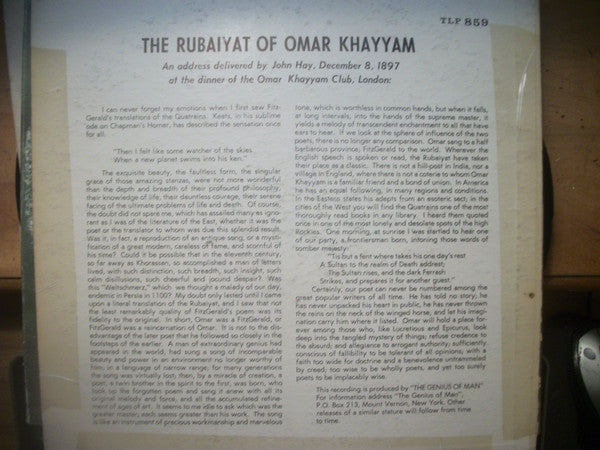 TLP 859
THE RUBAIYAT OF OMAR KHAYYAM
An address delivered by John Hay, December 8, 1897
at the dinner of the Omar Khayyam Club, London:
I can never forget my emotions when I first saw Fitz-
Gerald's translations of the Quatrains. Keats, in his sublime
ode on Chapman's Homer, has described the sensation once
for all:
"Then I felt like some watcher of the skies
When a new planet swims into his ken."
The exquisite beauty, the faultless form, the singular
grace of those amazing stanzas, were not more wonderful
than the depth and breadth of their profound philosophy,
their knowledge of life, their dauntless courage, their serene
facing of the ultimate problems of life and death. Of course,
the doubt did not spare me, which has assailed many as igno-
rant as I was of the literature of the East, whether it was the
poet or the translator to whom was due this splendid result.
Was it, in fact, a reproduction of an antique song, or a mysti-
fication of a great modern, careless of fame, and scornful of
his time? Could it be possible that in the eleventh century,
so far away as Khorassan, so accomplished a man of letters
lived, with such distinction, such breadth, such insight, such
calm disillusions, such cheerful and jocund despair? Was
this "Weltschmerz," which we thought a malady of our day,
endemic in Persia in 1100? My doubt only lasted until I came
upon a literal translation of the Rubaiyat, and I saw that not
the least remarkably quality of FitzGerald's poem was its
fidelity to the original. In short, Omar was a FitzGerald, or
FitzGerald was a reincarnation of Omar. It is not to the dis-
advantage of the later poet that he followed so closely in the
footsteps of the earlier. A man of extraordinary genius had
appeared in the world, had sung a song of incomparable
beauty and power in an environment no longer worthy of
him, in a language of narrow range; for many generations
the song was virtually lost; then, by a miracle of creation, a
poet, a twin brother in the spirit to the first, was born, who
took up the forgotten poem and sang it anew with all its
original melody and force, and all the accumulated refine-
ment of ages of art. It seems to me idle to ask which was the
greater master; each seems greater than his work. The song
is like an instrument of precious workmanship and marvelous
tone, which is worthless in common hands, but when it falls,
at long intervals, into the hands of the supreme master, it
yields a melody of transcendent enchantment to all that have
ears to hear. If we look at the sphere of influence of the two
poets, there is no longer any comparison. Omar sang to a half
barbarous province; FitzGerald to the world. Wherever the
English speech is spoken or read, the Rubaiyat have taken
their place as a classic. There is not a hill-post in India, nor a
village in England, where there is not a coterie to whom Omar
Khayyam is a familiar friend and a bond of union. In America
he has an equal following, in many regions and conditions.
In the Eastern states his adepts form an esoteric sect; in the
cities of the West you will find the Quatrains one of the most
thoroughly read books in any library. I heard them quoted
once in one of the most lonely and desolate spots of the high
Rockies. One morning, at sunrise I was startled to hear one
of our party, a frontiersman born, intoning those words of
somber majesty:
"Tis but a tent where takes his one day's rest
A Sultan to the realm of Death address;
The Sultan rises, and the dark Ferrash
Strikes, and prepares it for another guest."
Certainly, our poet can never be numbered among the
great popular writers of all time. He has told no story; he
has never unpacked his heart in public, he has never thrown
the reins on the neck of the winged horse, and let his imagi-
nation carry him where it listed. Omar will hold a place for-
ever among those who, like Lucretious and Epicurus, look
deep into the tangled mystery of things; refuse credence to
the absurd; and allegiance to arrogant authority; sufficiently
conscious of fallibility to be tolerant of all opinions; with a
faith too wide for doctrine and a benevolence untrammeled
by creed; too wise to be wholly poets, and yet too surely
poets to be implacably wise.
This recording is produced by "THE GENIUS OF MAN"
For information address "The Genius of Man",
P.O. Box 213, Mount Vernon, New York. Other
releases of a similar stature will follow from time
to time.